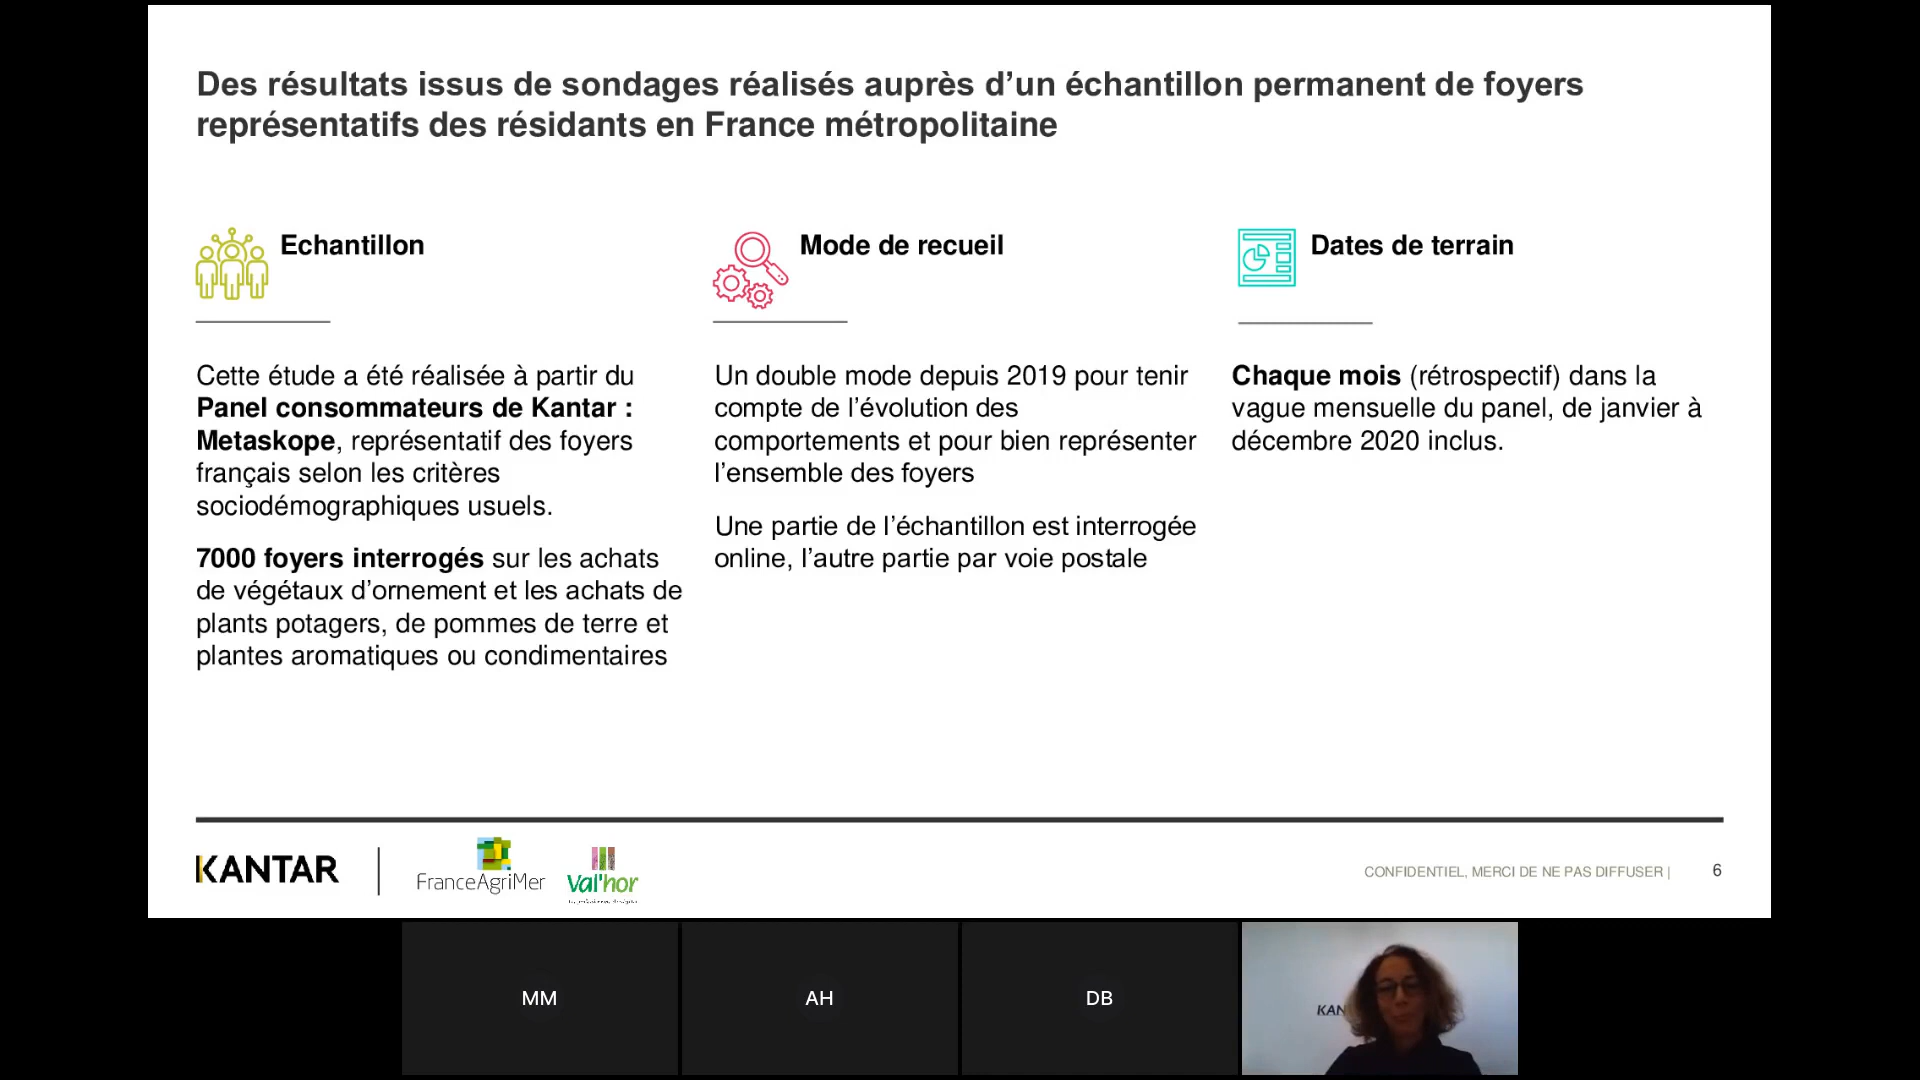 Des résultats issus de sondages réalisés auprès d’un échantillon permanent de foyers
représentatifs des résidants en France métropolitaine
Echantillon
Cette étude a été réalisée à partir du
Panel consommateurs de Kantar :
Metaskope, représentatif des foyers
français selon les critères
sociodémographiques usuels.
7000 foyers interrogés sur les achats
de végétaux d’ornement et les achats de
plants potagers, de pommes de terre et
plantes aromatiques ou condimentaires
Mode de recueil
Un double mode depuis 2019 pour tenir
compte de l’évolution des
comportements et pour bien représenter
l’ensemble des foyers
Une partie de l’échantillon est interrogée
online, l’autre partie par voie postale
Dates de terrain
Chaque mois (rétrospectif) dans la
vague mensuelle du panel, de janvier à
décembre 2020 inclus.
KANTAR
FranceAgriMer
Val'hor
CONFIDENTIEL, MERCI DE NE PAS DIFFUSER |
6
MM
AH
DB
KAN